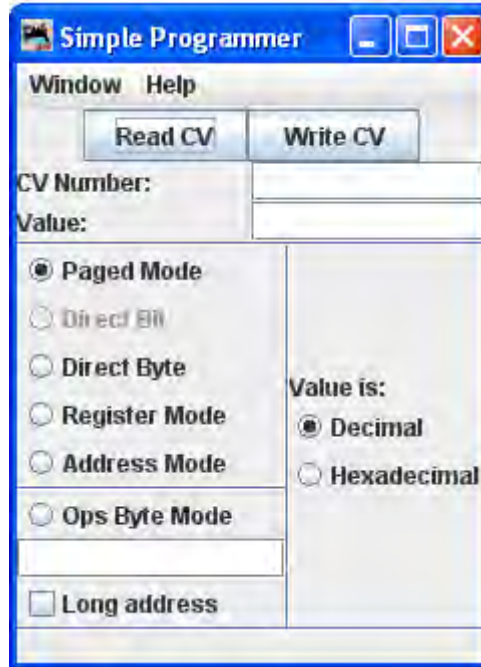 Simple Programmer
Window Help
Read CV Write CV
CV Number:
Value:
Paged Mode
Direct Bit
Direct Byte
Register Mode
Address Mode
Value is:
Decimal
Hexadecimal
Ops Byte Mode
Long address